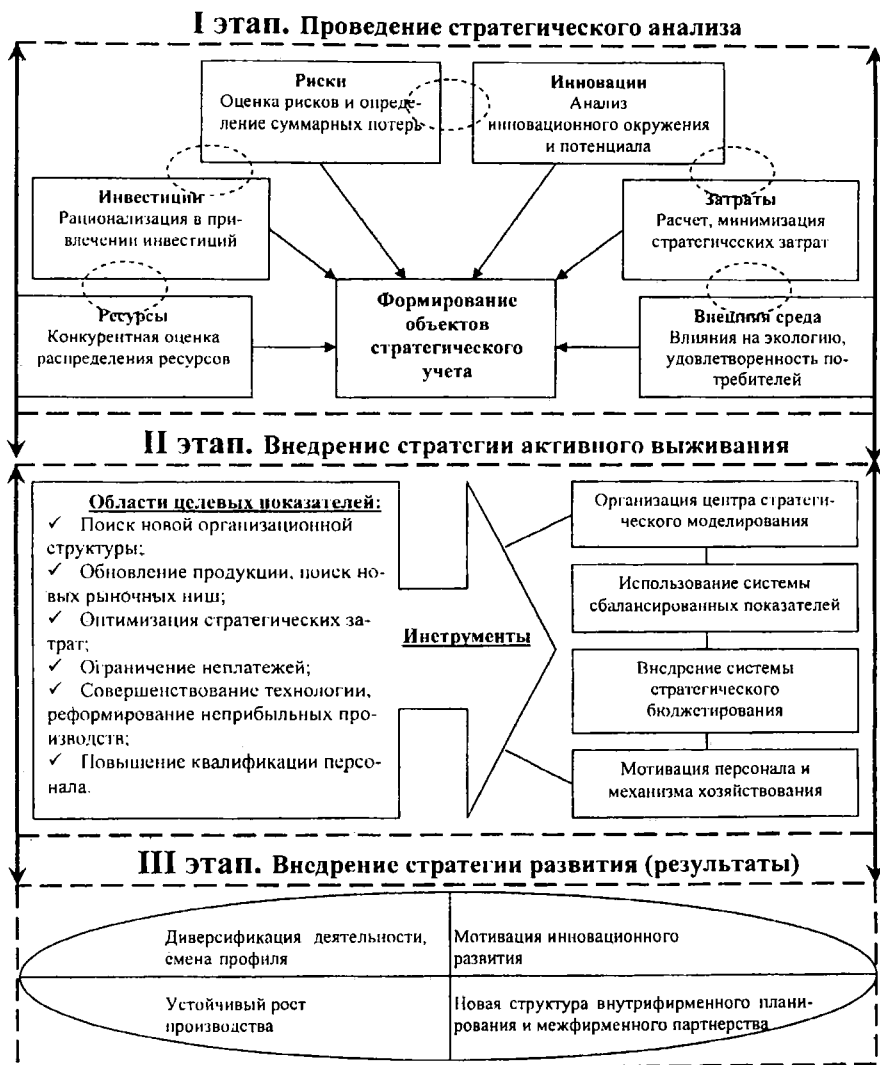 I этап. Проведение стратегического анализа
Риски
Оценка рисков и опреде-
ление суммарных потерь
Инновации
Анализ
инновационного окружения
и потенциала
Инвестиции
Рационализация в при-
влечении инвестиций
Затраты
Расчет, минимизация
стратегических затрат
Ресурсы
Конкурентная оценка
распределения ресурсов
Формирование
объектов
стратегического
учета
Внешняя среда
Влияния на экологию,
удовлетворенность по-
требителей
II этап. Внедрение стратегии активного выживания
Области целевых показателей:
✓ Поиск новой организационной
структуры;
✓ Обновление продукции, поиск но-
вых рыночных ниш;
✓ Оптимизация стратегических за-
трат;
✓ Ограничение неплатежей;
✓ Совершенствование технологии,
реформирование неприбыльных про-
изводств;
✓ Повышение квалификации персо-
нала.
Инструменты
Организация центра стратеги-
ческого моделирования
Использование системы
сбалансированных показателей
Внедрение системы
стратегического
бюджетирования
Мотивация персонала и
механизма хозяйствования
III этап. Внедрение стратегии развития (результаты)
Диверсификация деятельности,
смена профиля
Мотивация инновационного
развития
Устойчивый рост
производства
Новая структура внутрифирменного плани-
рования и межфирменного партнерства